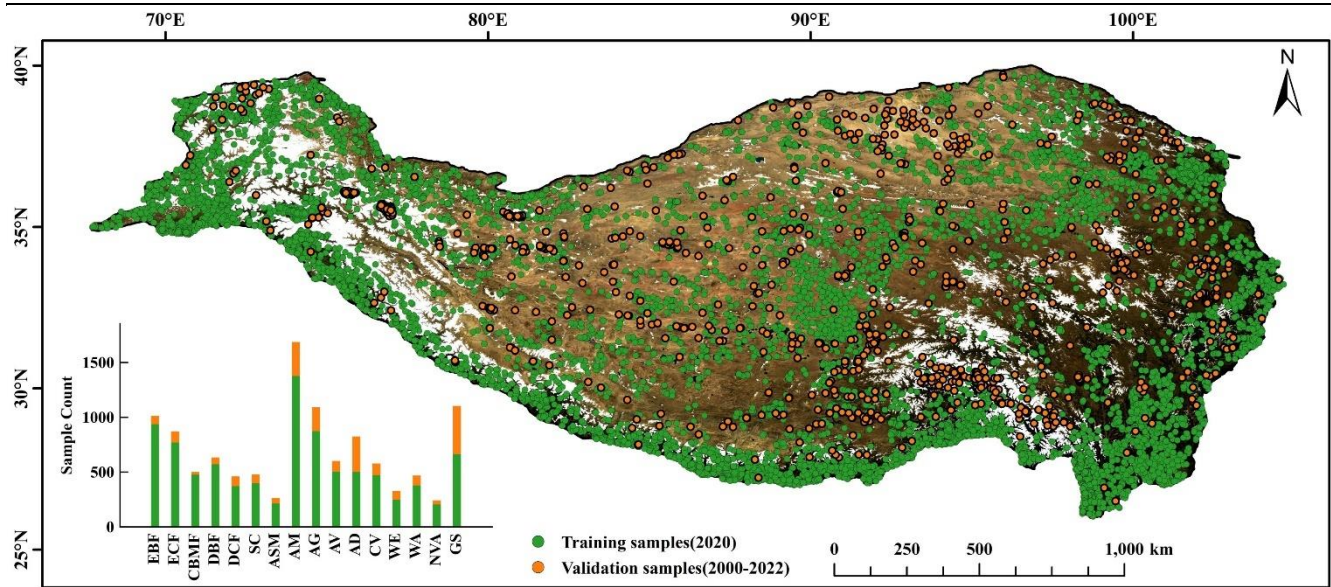 70°E 80°E 90°E 100°E
40°N
35°N
30°N
25°N
N
Sample Count
1500
1000
500
0
EBF ECF CBMF DBF DCF SC ASM AM AG AV AD CV WE WA NVA GS
Training samples(2020)
Validation samples(2000-2022)
0 250 500 1,000 km